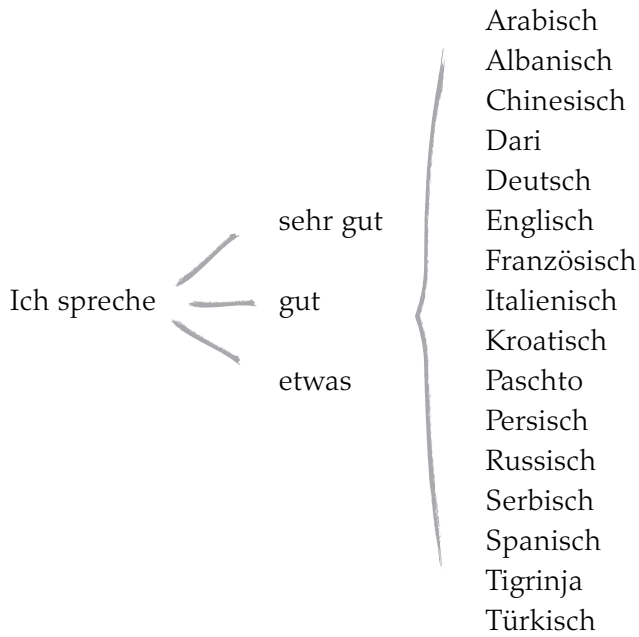 Ich spreche
sehr gut
gut
etwas
Arabisch
Albanisch
Chinesisch
Dari
Deutsch
Englisch
Französisch
Italienisch
Kroatisch
Paschto
Persisch
Russisch
Serbisch
Spanisch
Tigrinja
Türkisch